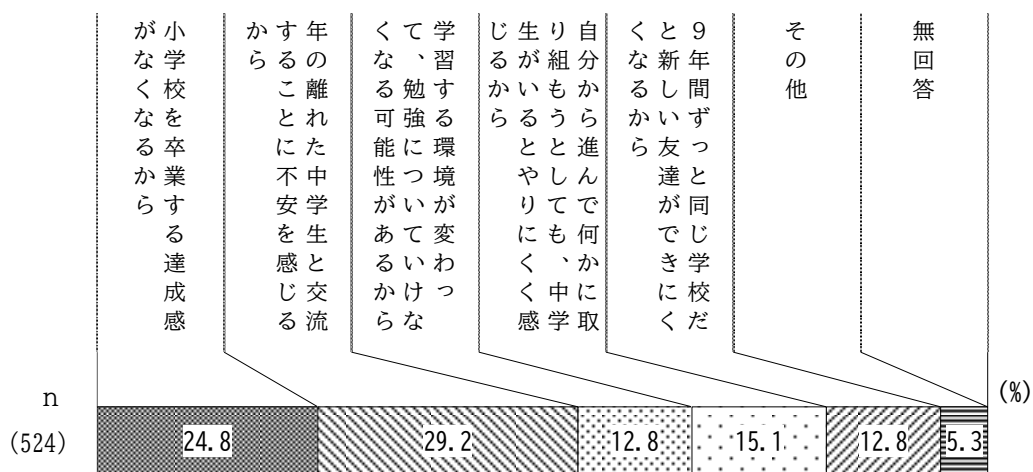 小学校を卒業する達成感
がなくなるから
年の離れた中学生と交流
することに不安を感じる
から
学習する環境が変わっ
て、勉強についていけな
くなる可能性があるから
自分から進んで何かに取
り組もうとしても、中学
生がいるとやりにくく感
じるから
９年間ずっと同じ学校だ
と新しい友達ができにく
くなるから
その他
無回答
n
(%)
(524)
24.8
29.2
12.8
15.1
12.8
5.3